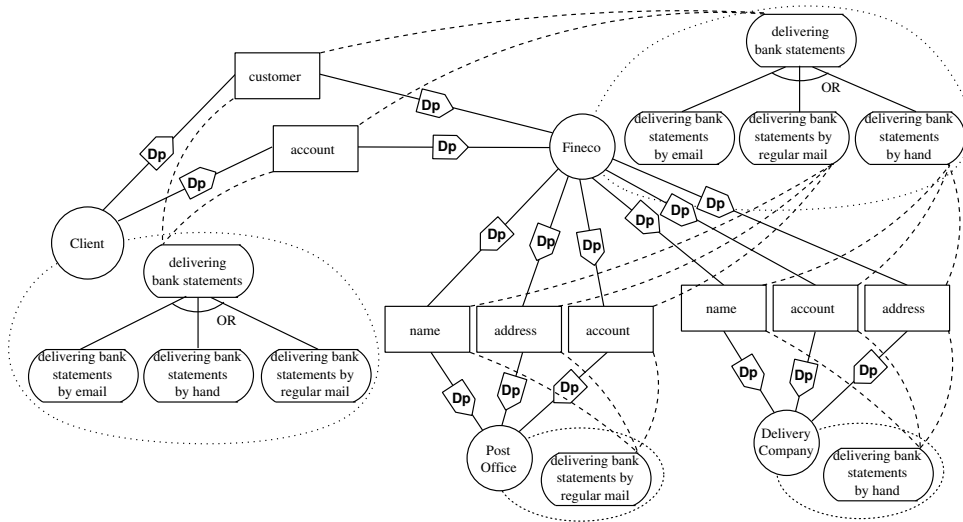 delivering
bank statements
OR
delivering bank
statements
by email
delivering bank
statements by
regular mail
delivering bank
statements
by hand
customer
Dp
account
Dp
Fineco
Dp
Dp
Client
delivering
bank statements
OR
delivering bank
statements
by email
delivering bank
statements
by hand
delivering bank
statements by
regular mail
Dp
Dp
Dp
Dp
Dp
Dp
name
address
account
name
account
address
Dp
Dp
Dp
Dp
Dp
Dp
Post
Office
delivering bank
statements by
regular mail
Delivery
Company
delivering bank
statements
by hand